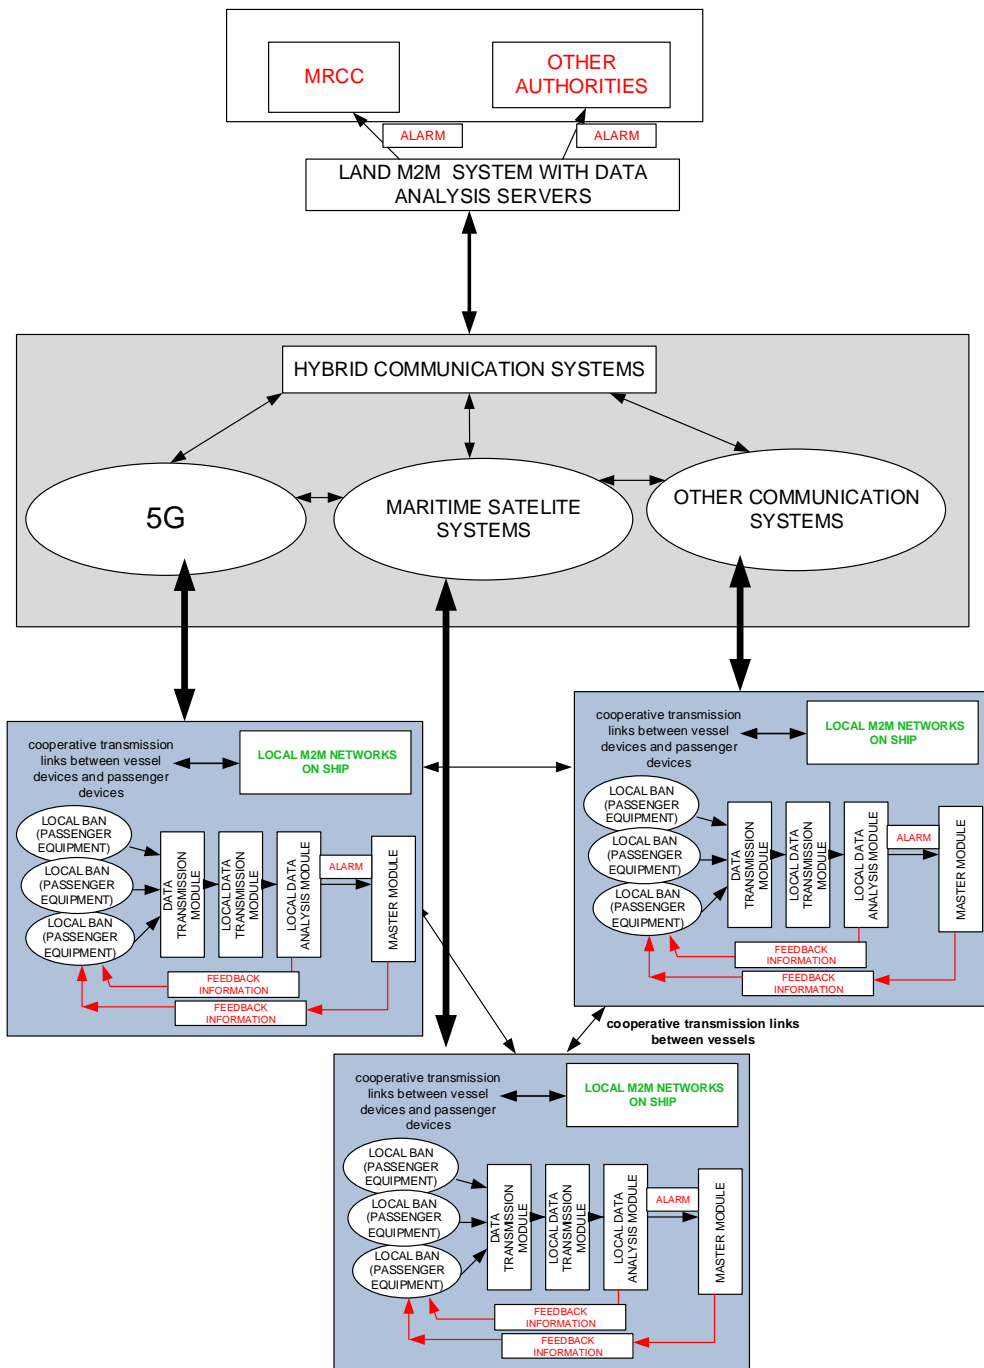 MRCC
OTHER
AUTHORITIES
ALARM
ALARM
LAND M2M  SYSTEM WITH DATA
ANALYSIS SERVERS
HYBRID COMMUNICATION SYSTEMS
5G
MARITIME SATELITE
SYSTEMS
OTHER COMMUNICATION
SYSTEMS
cooperative transmission
links between vessel
devices and passenger
devices
LOCAL M2M NETWORKS
ON SHIP
LOCAL BAN
(PASSENGER
EQUIPMENT)
LOCAL BAN
(PASSENGER
EQUIPMENT)
LOCAL BAN
(PASSENGER
EQUIPMENT)
DATA
TRANSMISSION
MODULE
LOCAL DATA
TRANSMISSION
MODULE
LOCAL DATA
ANALYSIS MODULE
ALARM
MASTER MODULE
FEEDBACK
INFORMATION
FEEDBACK
INFORMATION
cooperative transmission
links between vessel
devices and passenger
devices
LOCAL M2M NETWORKS
ON SHIP
LOCAL BAN
(PASSENGER
EQUIPMENT)
LOCAL BAN
(PASSENGER
EQUIPMENT)
LOCAL BAN
(PASSENGER
EQUIPMENT)
DATA
TRANSMISSION
MODULE
LOCAL DATA
TRANSMISSION
MODULE
LOCAL DATA
ANALYSIS MODULE
ALARM
MASTER MODULE
FEEDBACK
INFORMATION
FEEDBACK
INFORMATION
cooperative transmission links
between vessels
cooperative transmission
links between vessel
devices and passenger
devices
LOCAL M2M NETWORKS
ON SHIP
LOCAL BAN
(PASSENGER
EQUIPMENT)
LOCAL BAN
(PASSENGER
EQUIPMENT)
LOCAL BAN
(PASSENGER
EQUIPMENT)
DATA
TRANSMISSION
MODULE
LOCAL DATA
TRANSMISSION
MODULE
LOCAL DATA
ANALYSIS MODULE
ALARM
MASTER MODULE
FEEDBACK
INFORMATION
FEEDBACK
INFORMATION